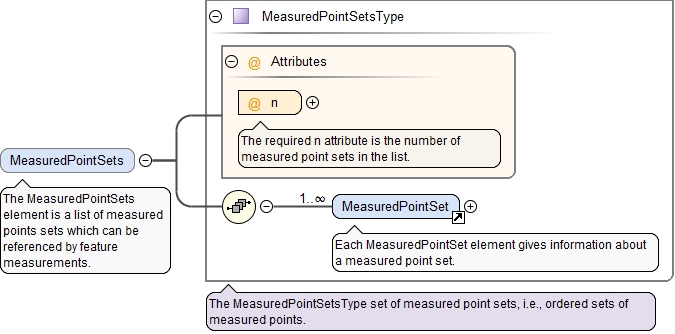 MeasuredPointSetsType
@ Attributes
@ n
The required n attribute is the number of
measured point sets in the list.
MeasuredPointSets
The MeasuredPointSets
element is a list of measured
points sets which can be
referenced by feature
measurements.
1..∞
MeasuredPointSet
Each MeasuredPointSet element gives information about
a measured point set.
The MeasuredPointSetsType set of measured point sets, i.e., ordered sets of
measured points.